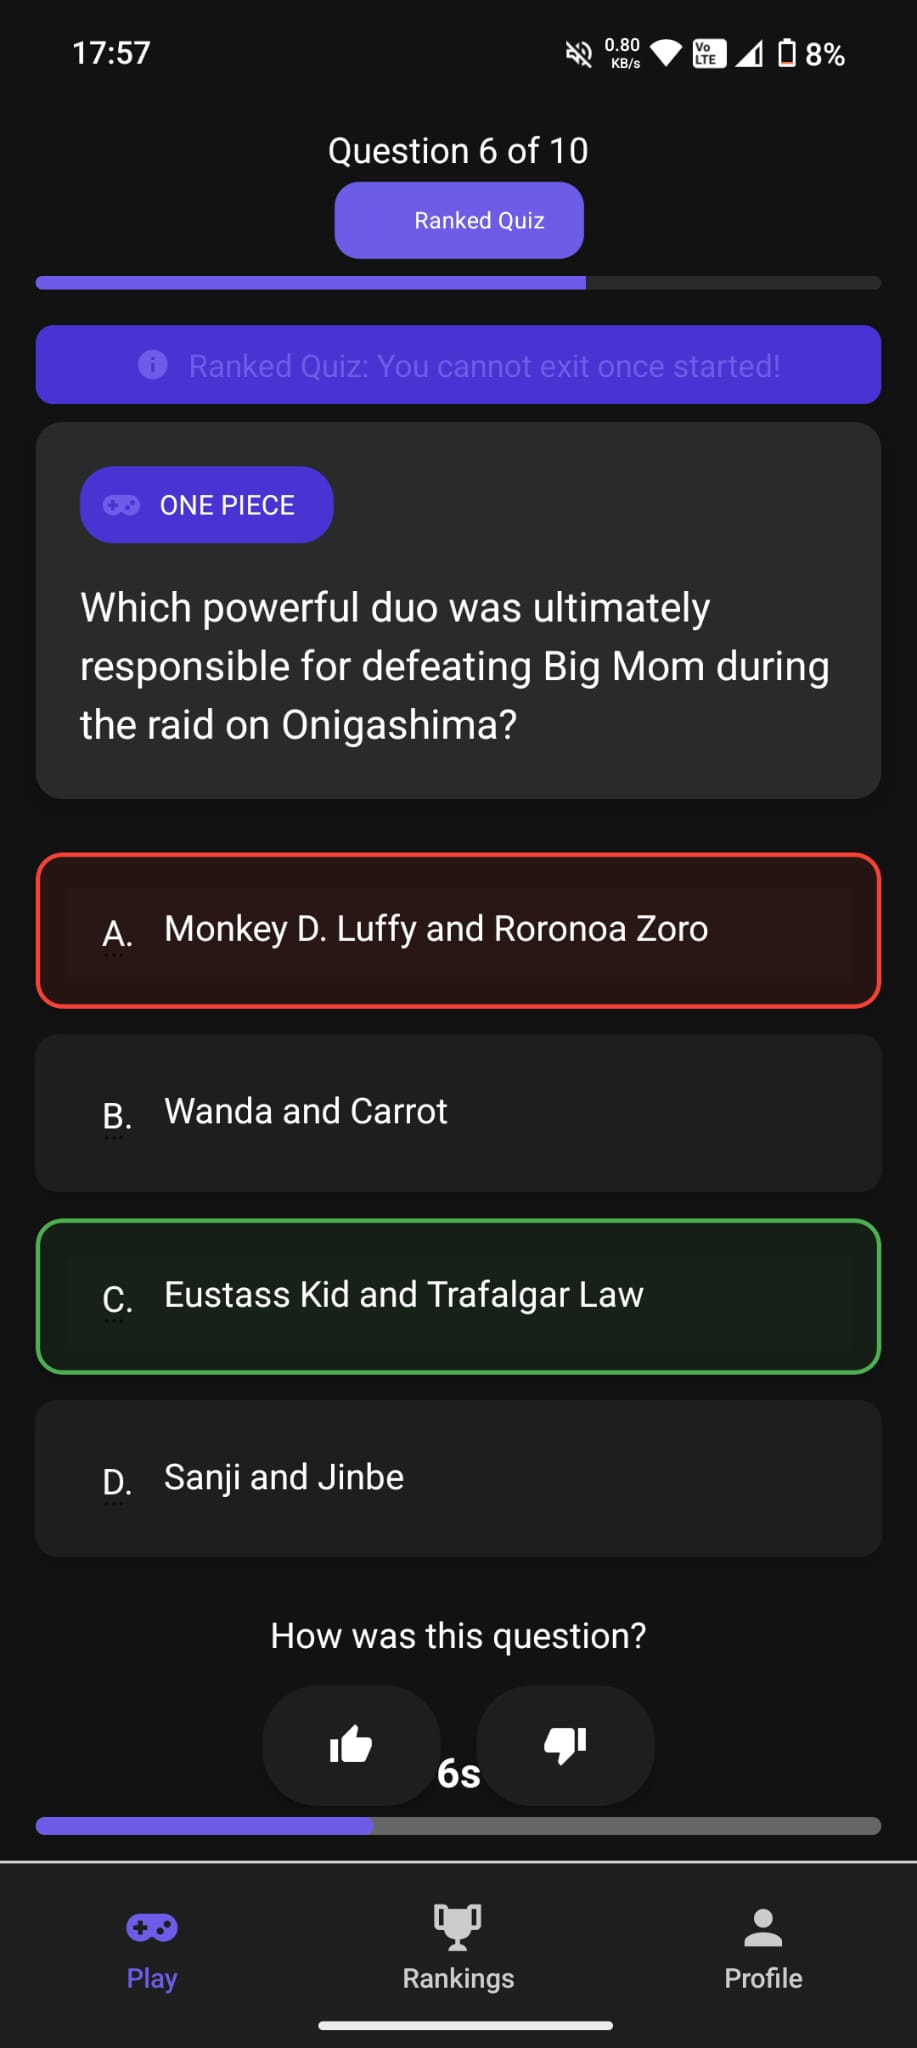 17:57
0.80
KB/s
Vo
LTE
8%
Question 6 of 10
Ranked Quiz
Ranked Quiz: You cannot exit once started!
ONE PIECE
Which powerful duo was ultimately
responsible for defeating Big Mom during
the raid on Onigashima?
A. Monkey D. Luffy and Roronoa Zoro
B. Wanda and Carrot
C. Eustass Kid and Trafalgar Law
D. Sanji and Jinbe
How was this question?
6s
Play
Rankings
Profile